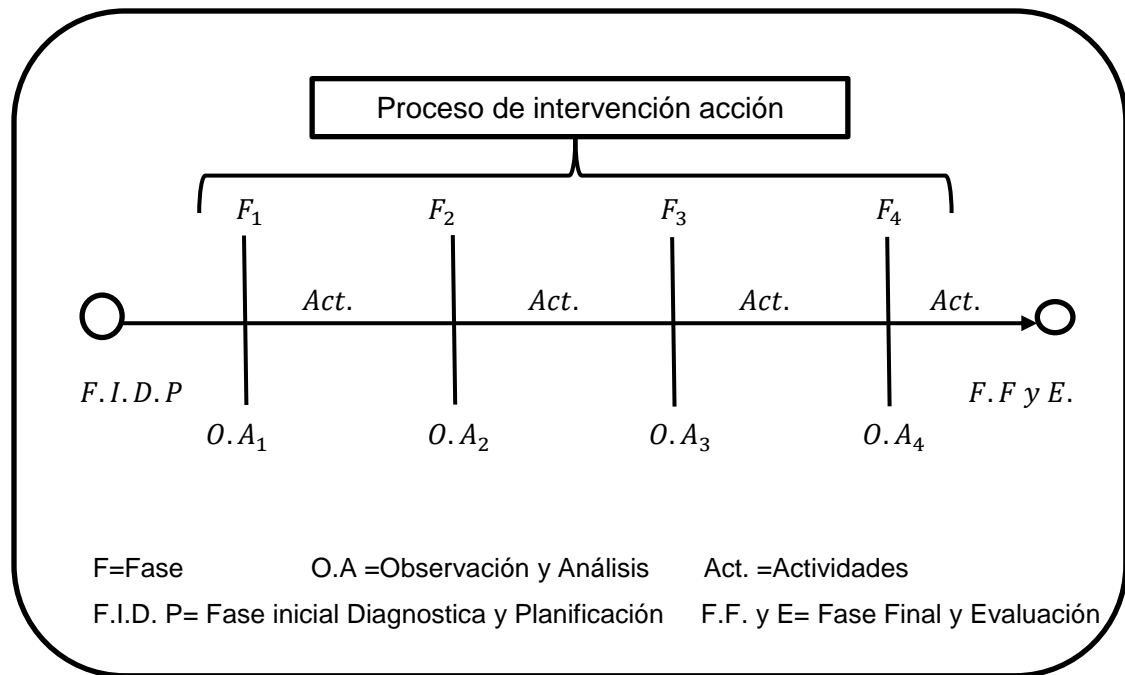 Proceso de intervención acción
F₁ F₂ F₃ F₄
Act. Act. Act. Act.
F.I.D.P F.F y E.
O.A₁ O.A₂ O.A₃ O.A₄
F=Fase O.A =Observación y Análisis Act. =Actividades
F.I.D. P= Fase inicial Diagnostica y Planificación F.F. y E= Fase Final y Evaluación